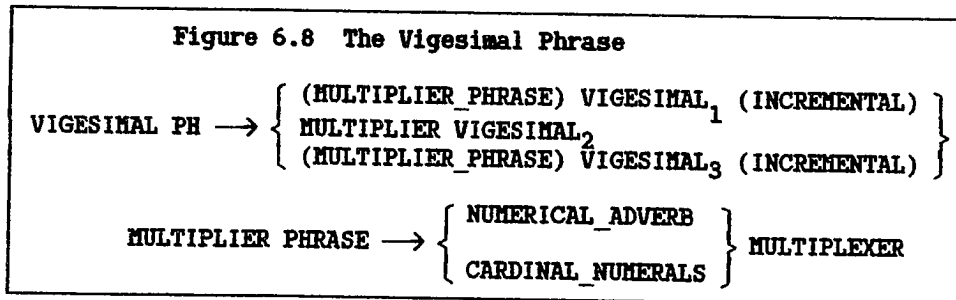 Figure 6.8 The Vigesimal Phrase
(MULTIPLIER_PHRASE) VIGESIMAL₁ (INCREMENTAL)
VIGESIMAL PH ⟶ { MULTIPLIER VIGESIMAL₂ }
(MULTIPLIER_PHRASE) VIGESIMAL₃ (INCREMENTAL)
NUMERICAL_ADVERB
MULTIPLIER PHRASE ⟶ { } MULTIPLEXER
CARDINAL_NUMERALS